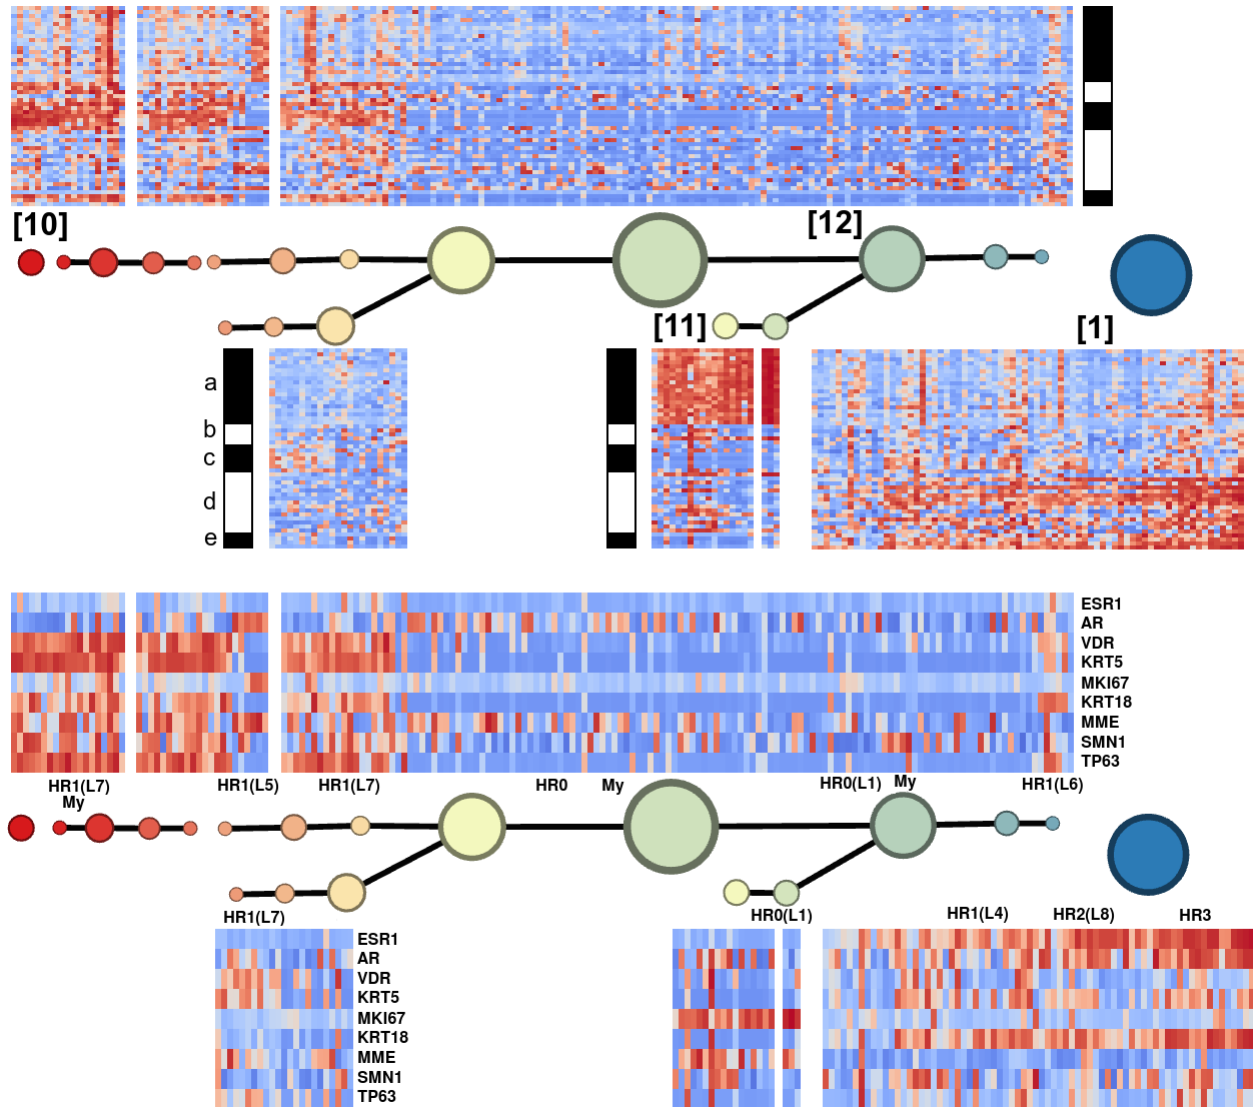 [10]
[12]
[11]
[1]
a
b
c
d
e
ESR1
AR
VDR
KRT5
MKI67
KRT18
MME
SMN1
TP63
HR1(L7)
My
HR1(L5)
HR1(L7)
HR0
My
HR0(L1)
My
HR1(L6)
HR1(L7)
HR0(L1)
HR1(L4)
HR2(L8)
HR3
ESR1
AR
VDR
KRT5
MKI67
KRT18
MME
SMN1
TP63